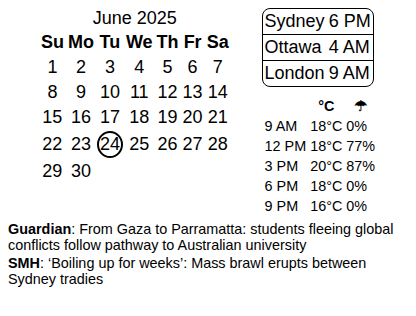 June 2025
Su Mo Tu We Th Fr Sa
1 2 3 4 5 6 7
8 9 10 11 12 13 14
15 16 17 18 19 20 21
22 23 24 25 26 27 28
29 30
Sydney 6 PM
Ottawa 4 AM
London 9 AM
°C ☂
9 AM 18°C 0%
12 PM 18°C 77%
3 PM 20°C 87%
6 PM 18°C 0%
9 PM 16°C 0%
Guardian: From Gaza to Parramatta: students fleeing global
conflicts follow pathway to Australian university
SMH: ‘Boiling up for weeks’: Mass brawl erupts between
Sydney tradies